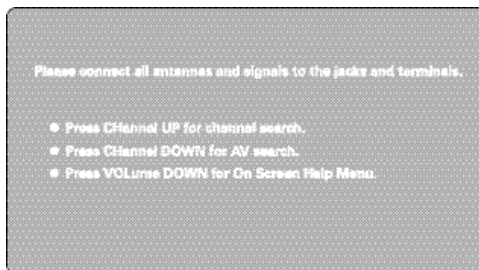 Please connect all antennas and signals to the jacks and terminals.
● Press CHannel UP for channel search.
● Press CHannel DOWN for AV search.
● Press VOLume DOWN for On Screen Help Menu.